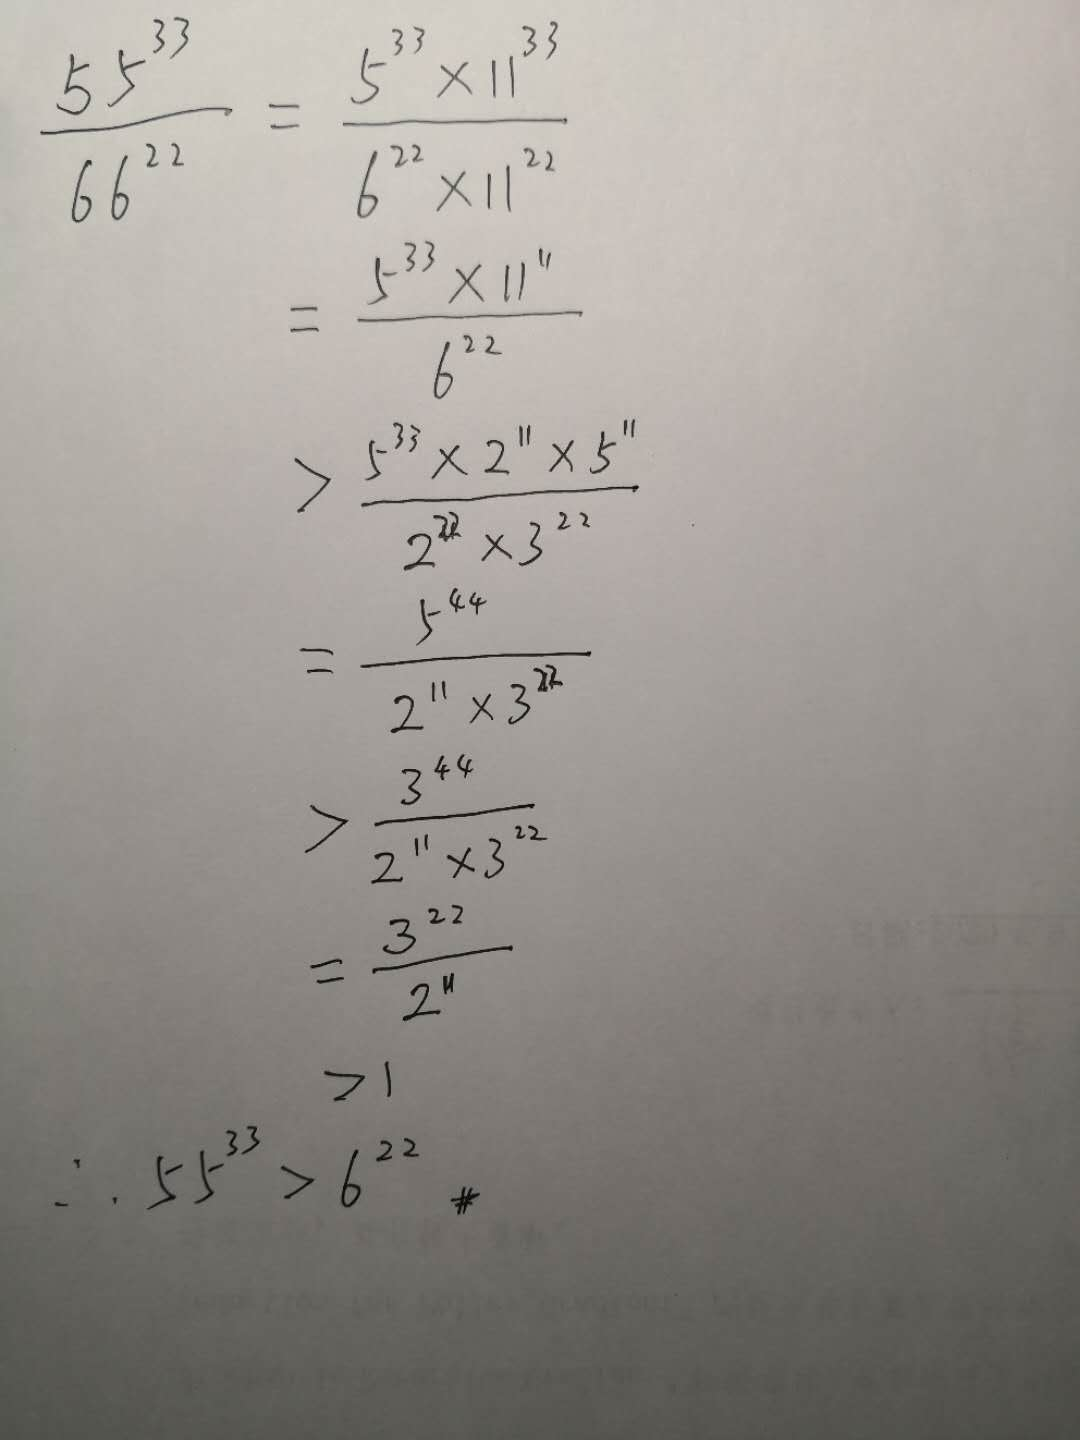 55^33 / 66^22 = 5^33 × 11^33 / 6^22 × 11^22
= 5^33 × 11^11 / 6^22
> 5^33 × 2^11 × 5^11 / 2^22 × 3^22
= 5^44 / 2^11 × 3^22
> 3^44 / 2^11 × 3^22
= 3^22 / 2^11
> 1
∴ 55^33 > 6^22 #